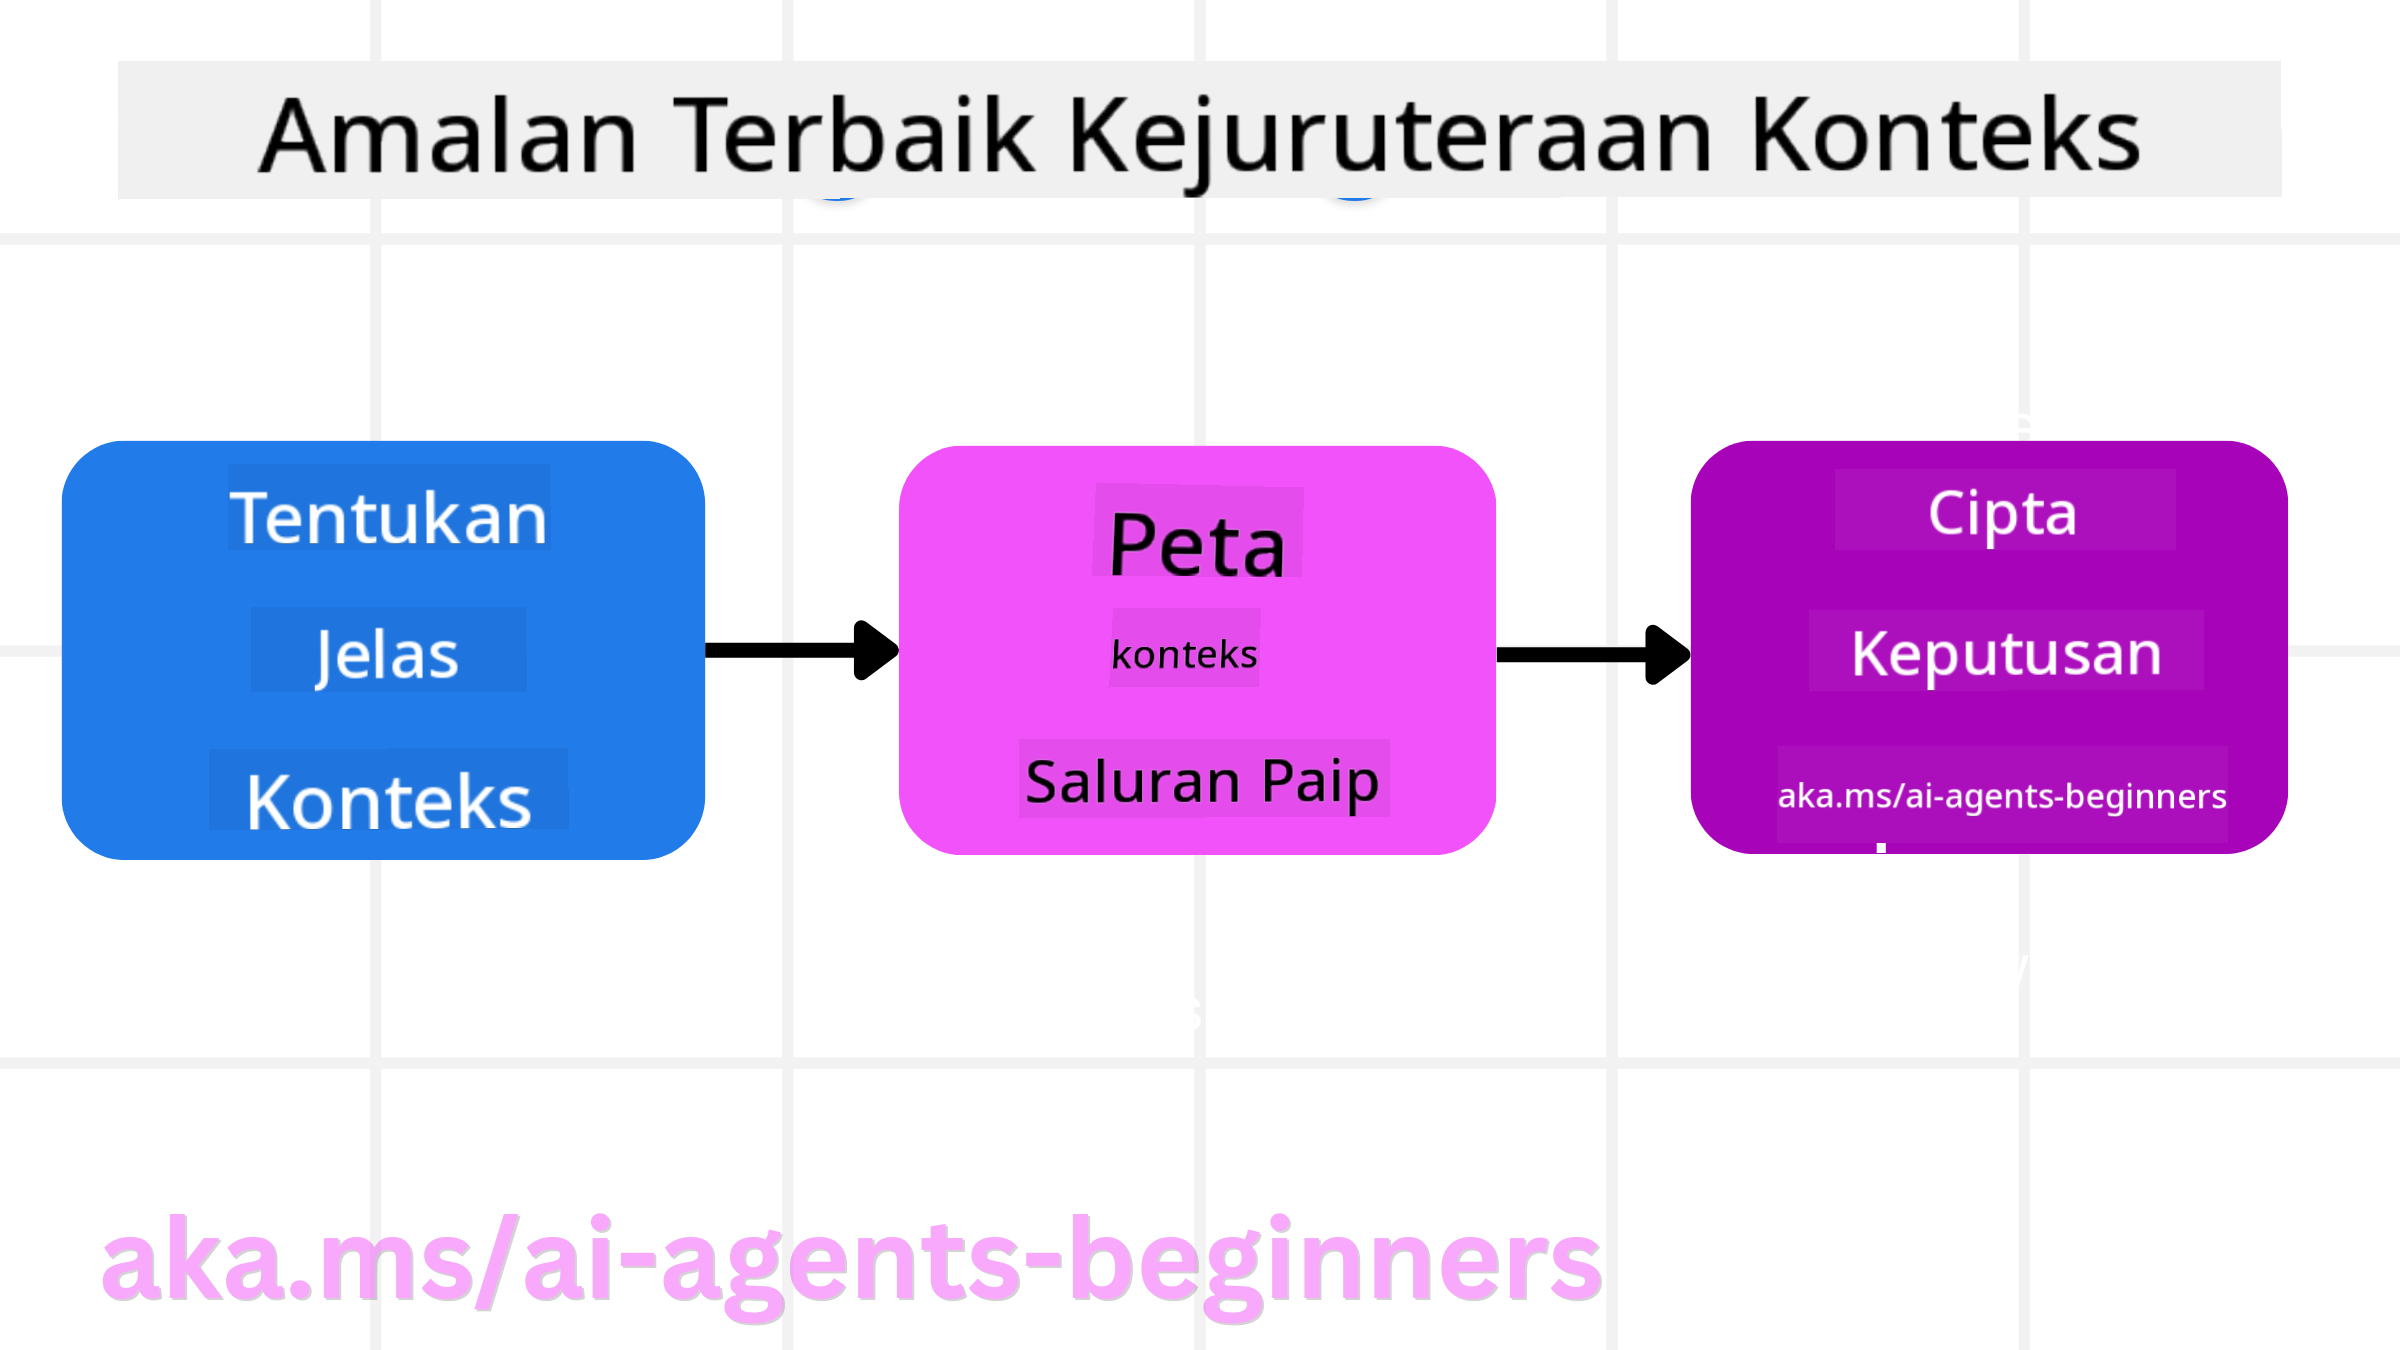 Amalan Terbaik Kejuruteraan Konteks
Tentukan
Jelas
Konteks
Peta
konteks
Saluran Paip
Cipta
Keputusan
aka.ms/ai-agents-beginners
aka.ms/ai-agents-beginners